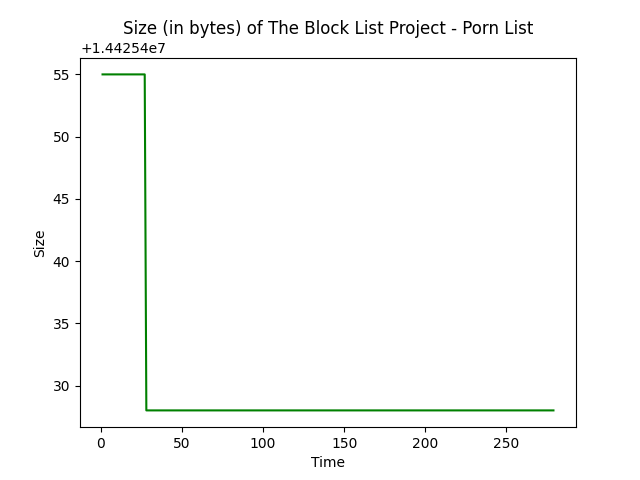 Size (in bytes) of The Block List Project - Porn List
+1.44254e7
55
50
45
40
35
30
Size
0 50 100 150 200 250
Time